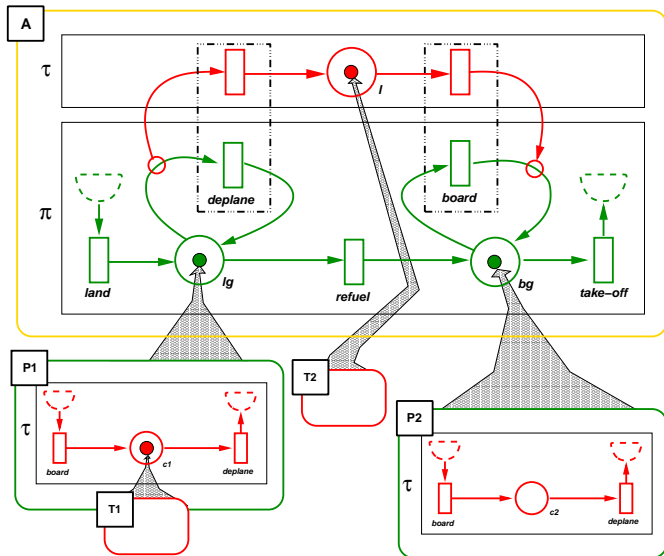 A
τ
l
deplane
board
π
land
lg
refuel
bg
take–off
P1
T2
P2
τ
board
c1
deplane
τ
board
c2
deplane
T1